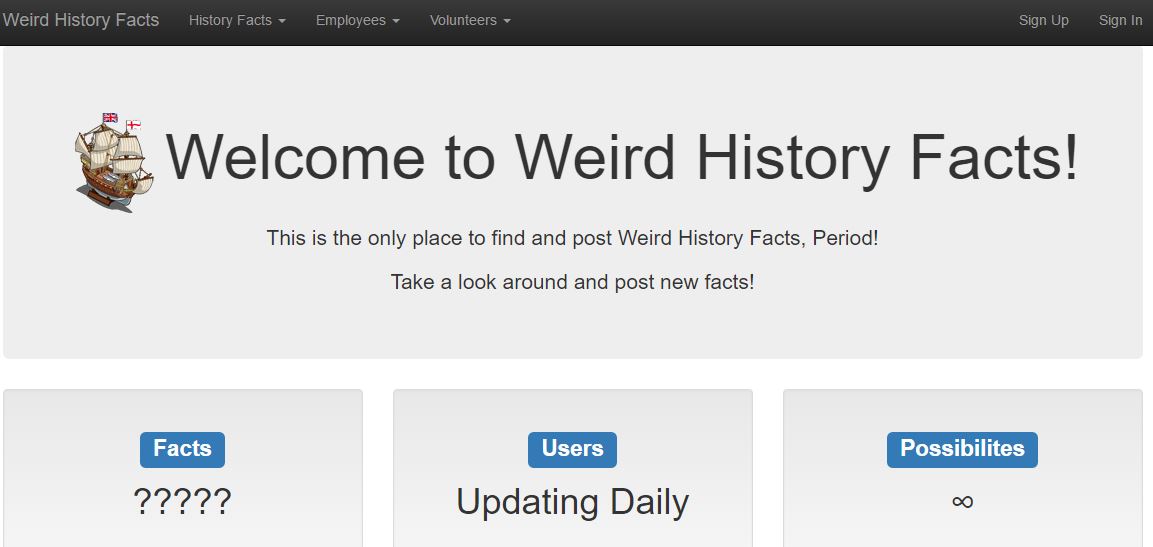 Weird History Facts History Facts Employees Volunteers Sign Up Sign In
Welcome to Weird History Facts!
This is the only place to find and post Weird History Facts, Period!
Take a look around and post new facts!
Facts Users Possibilites
????? Updating Daily ∞